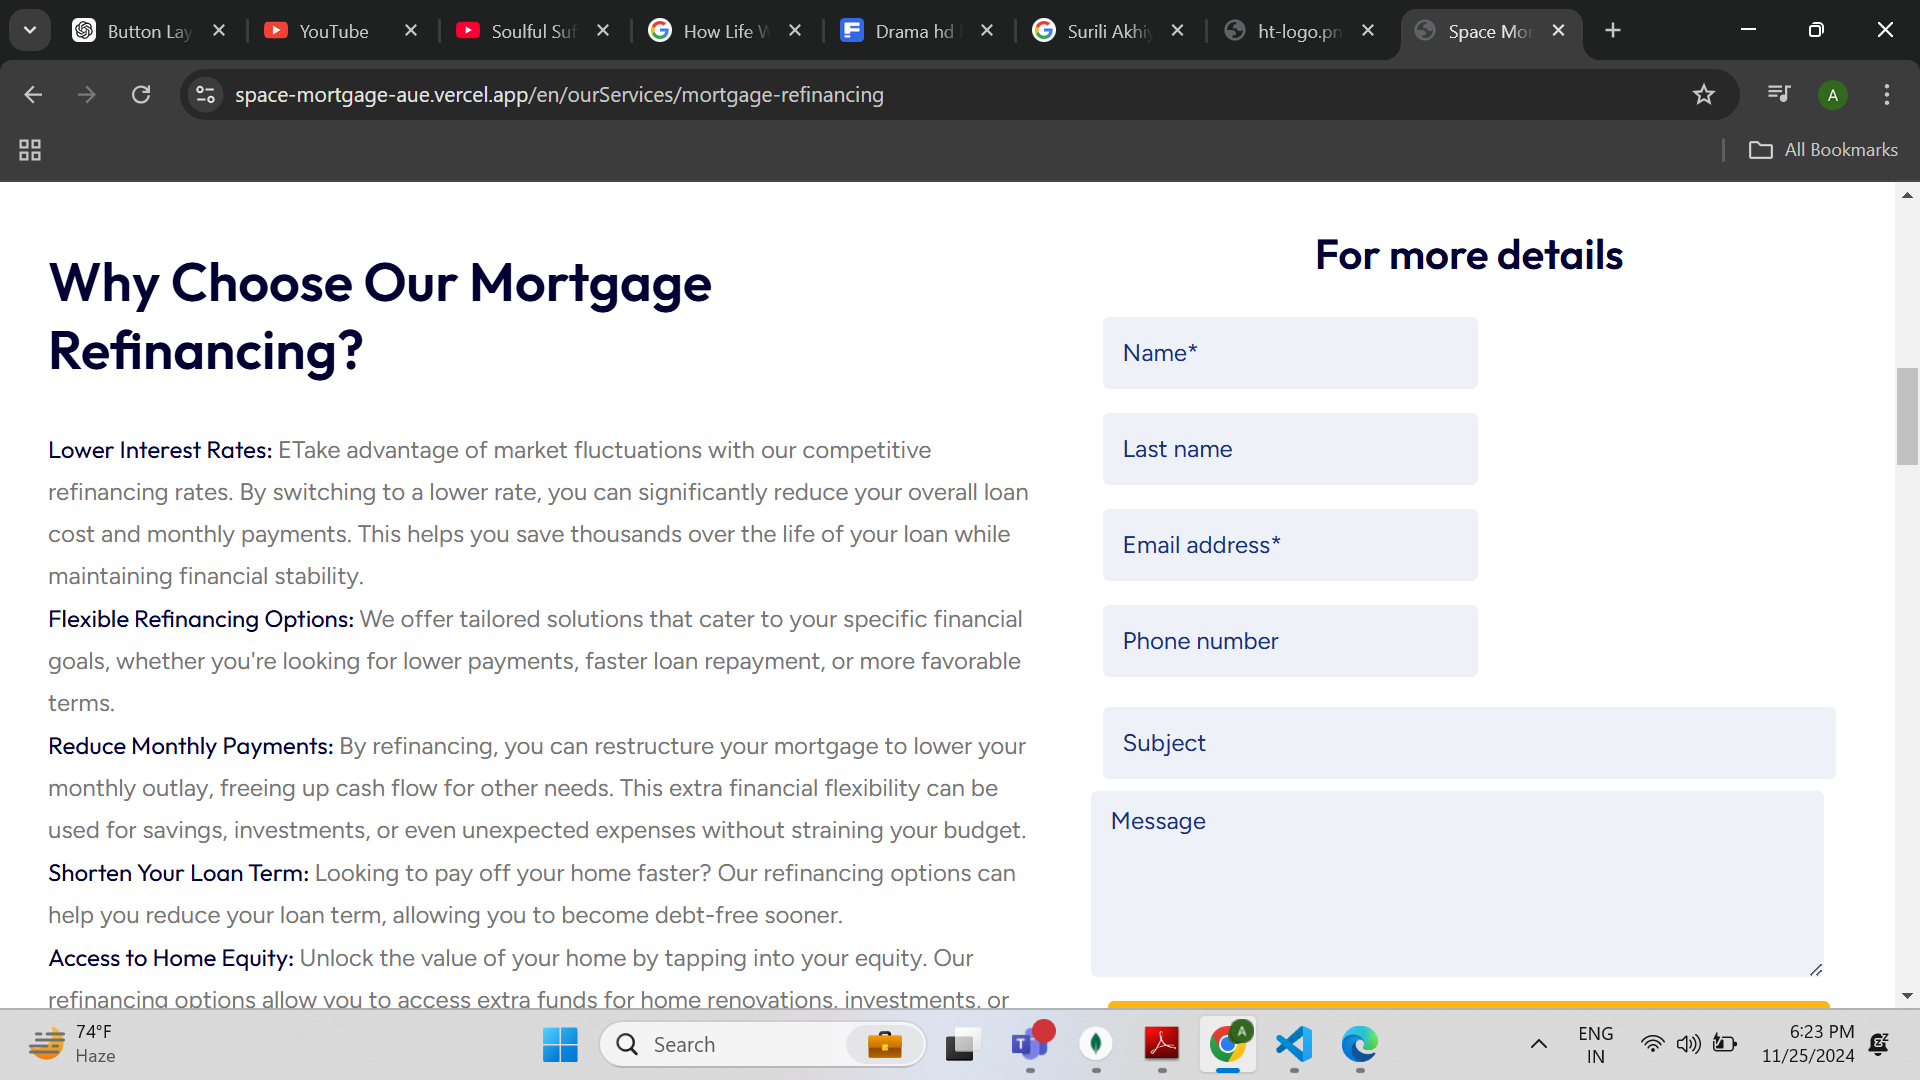 Button Lay
YouTube
Soulful Suf
How Life W
Drama hd
Surili Akhiy
ht-logo.pn
Space Mor
space-mortgage-aue.vercel.app/en/ourServices/mortgage-refinancing
A
All Bookmarks
Why Choose Our Mortgage
Refinancing?
Lower Interest Rates: ETake advantage of market fluctuations with our competitive
refinancing rates. By switching to a lower rate, you can significantly reduce your overall loan
cost and monthly payments. This helps you save thousands over the life of your loan while
maintaining financial stability.
Flexible Refinancing Options: We offer tailored solutions that cater to your specific financial
goals, whether you're looking for lower payments, faster loan repayment, or more favorable
terms.
Reduce Monthly Payments: By refinancing, you can restructure your mortgage to lower your
monthly outlay, freeing up cash flow for other needs. This extra financial flexibility can be
used for savings, investments, or even unexpected expenses without straining your budget.
Shorten Your Loan Term: Looking to pay off your home faster? Our refinancing options can
help you reduce your loan term, allowing you to become debt-free sooner.
Access to Home Equity: Unlock the value of your home by tapping into your equity. Our
refinancing options allow you to access extra funds for home renovations, investments, or
For more details
Name*
Last name
Email address*
Phone number
Subject
Message
74°F
Haze
Search
T
A
ENG
IN
6:23 PM
11/25/2024